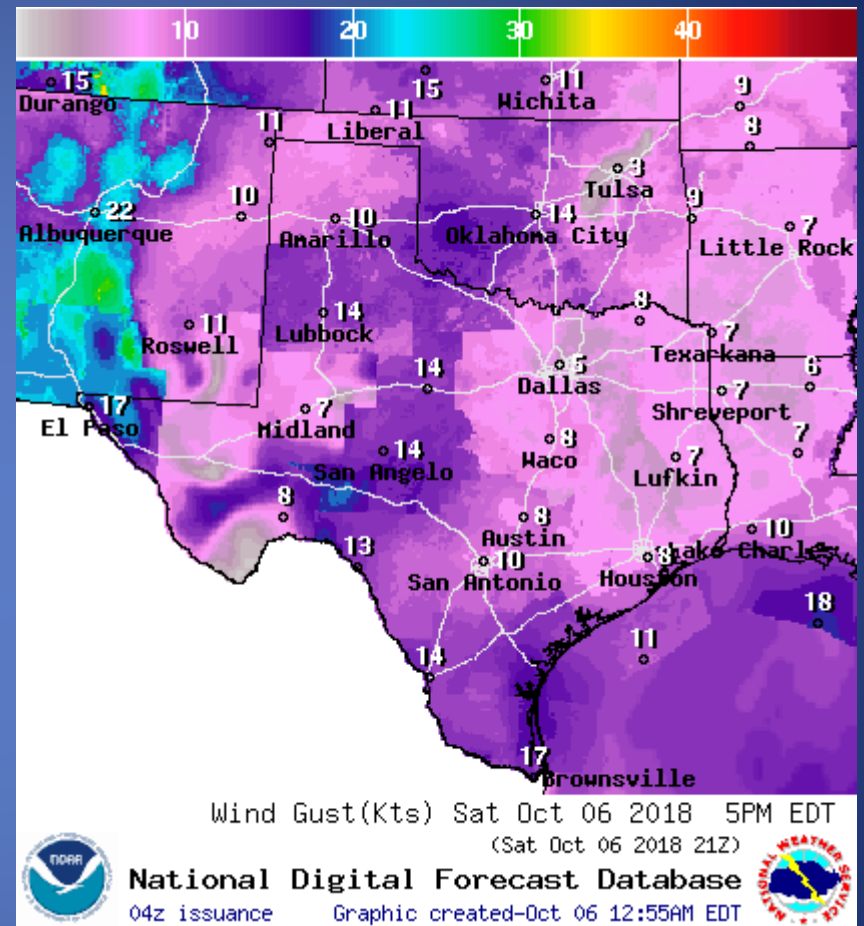 10 20 30 40
15 Durango
15
11 Wichita
9
11 Liberal
11
8
3 Tulsa
22 Albuquerque
10
10 Amarillo
14 Oklahoma City
9
7 Little Rock
11 Roswell
14 Lubbock
8
7 Texarkana
14
5 Dallas
6
17 El Paso
7 Midland
7 Shreveport
14 San Angelo
8 Waco
7 Lufkin
7
8
8 Austin
10 Lake Charle
13
10 San Antonio
8 Houston
18
11
14
17 Brownsville
Wind Gust(Kts) Sat Oct 06 2018 5PM EDT
(Sat Oct 06 2018 21Z)
National Digital Forecast Database
04z issuance Graphic created-Oct 06 12:55AM EDT
NOAA
NATIONAL WEATHER SERVICE